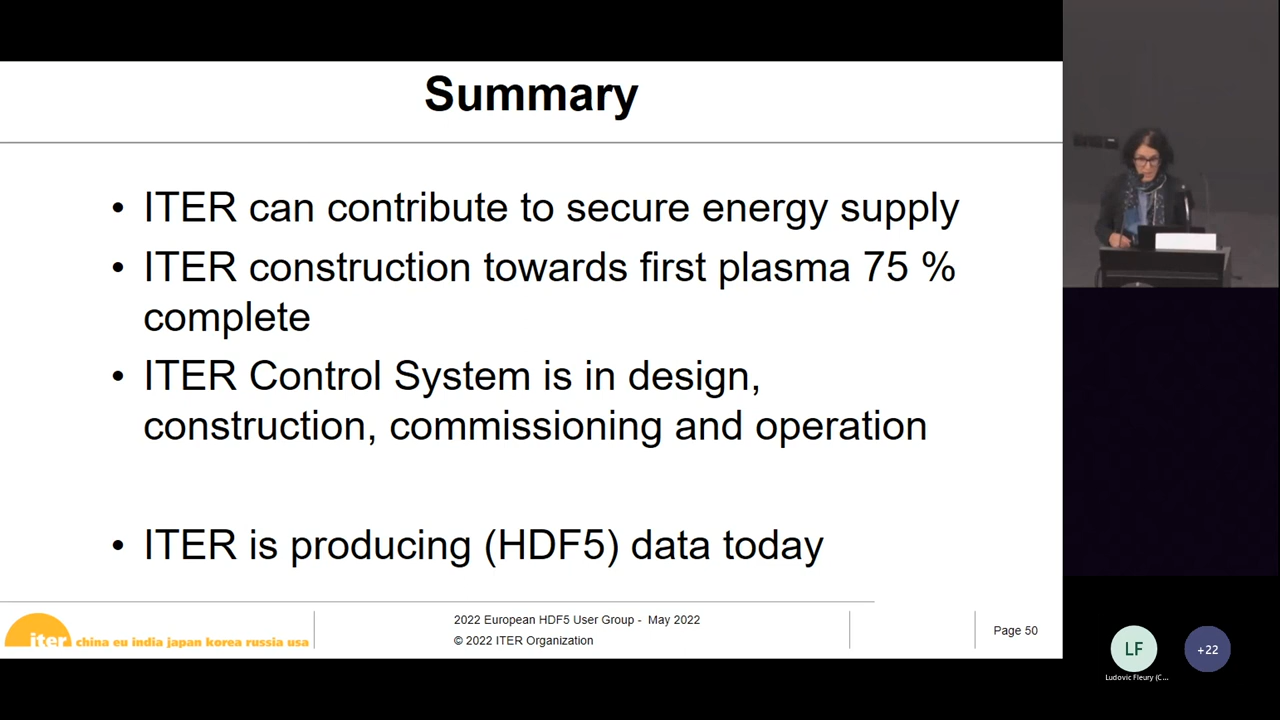 Summary
• ITER can contribute to secure energy supply
• ITER construction towards first plasma 75 %
complete
• ITER Control System is in design,
construction, commissioning and operation
• ITER is producing (HDF5) data today
iter china eu india japan korea russia usa
2022 European HDF5 User Group - May 2022
© 2022 ITER Organization
Page 50
LF
+22
Ludovic Fleury (C...